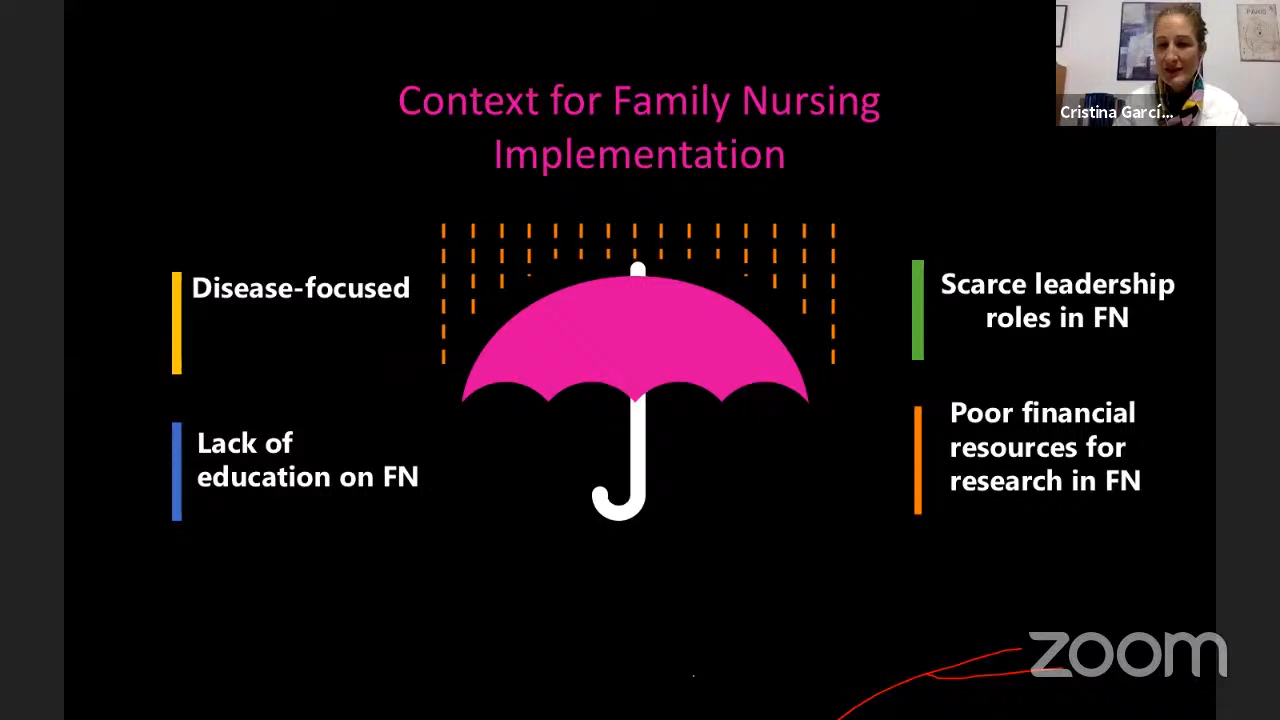 Context for Family Nursing
Implementation
Disease-focused
Lack of
education on FN
Scarce leadership
roles in FN
Poor financial
resources for
research in FN
Cristina Garcí...
PARIS
zoom